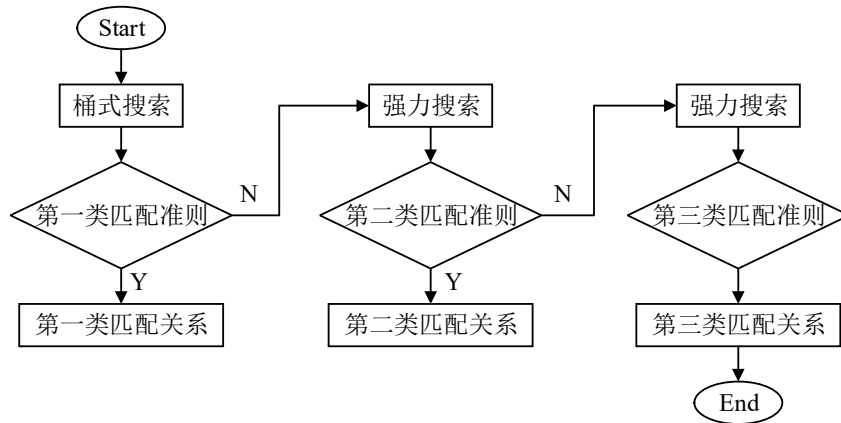 Start
桶式搜索
强力搜索
强力搜索
第一类匹配准则
N
第二类匹配准则
N
第三类匹配准则
Y
Y
第一类匹配关系
第二类匹配关系
第三类匹配关系
End